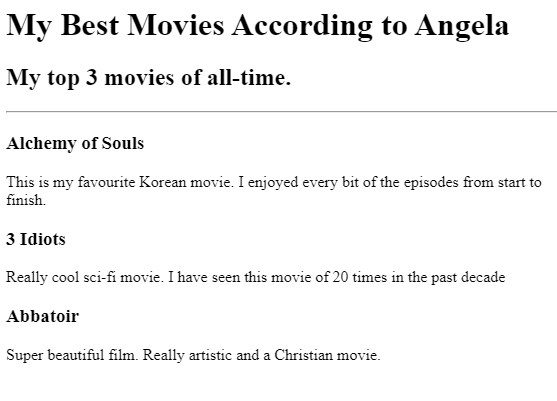 My Best Movies According to Angela
My top 3 movies of all-time.
Alchemy of Souls
This is my favourite Korean movie. I enjoyed every bit of the episodes from start to
finish.
3 Idiots
Really cool sci-fi movie. I have seen this movie of 20 times in the past decade
Abbatoir
Super beautiful film. Really artistic and a Christian movie.